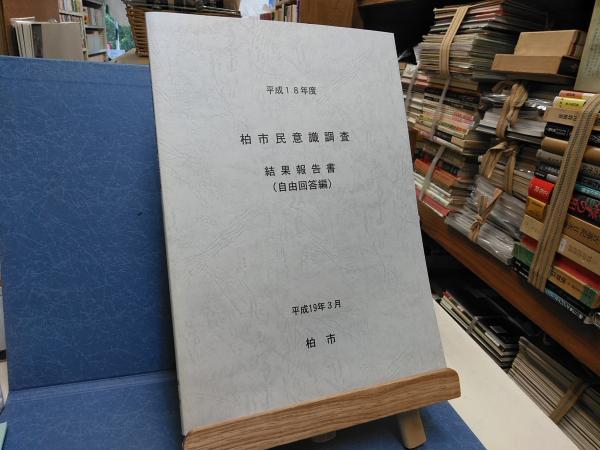 平成１８年度
柏市民意識調査
結果報告書
（自由回答編）
平成19年３月
柏市